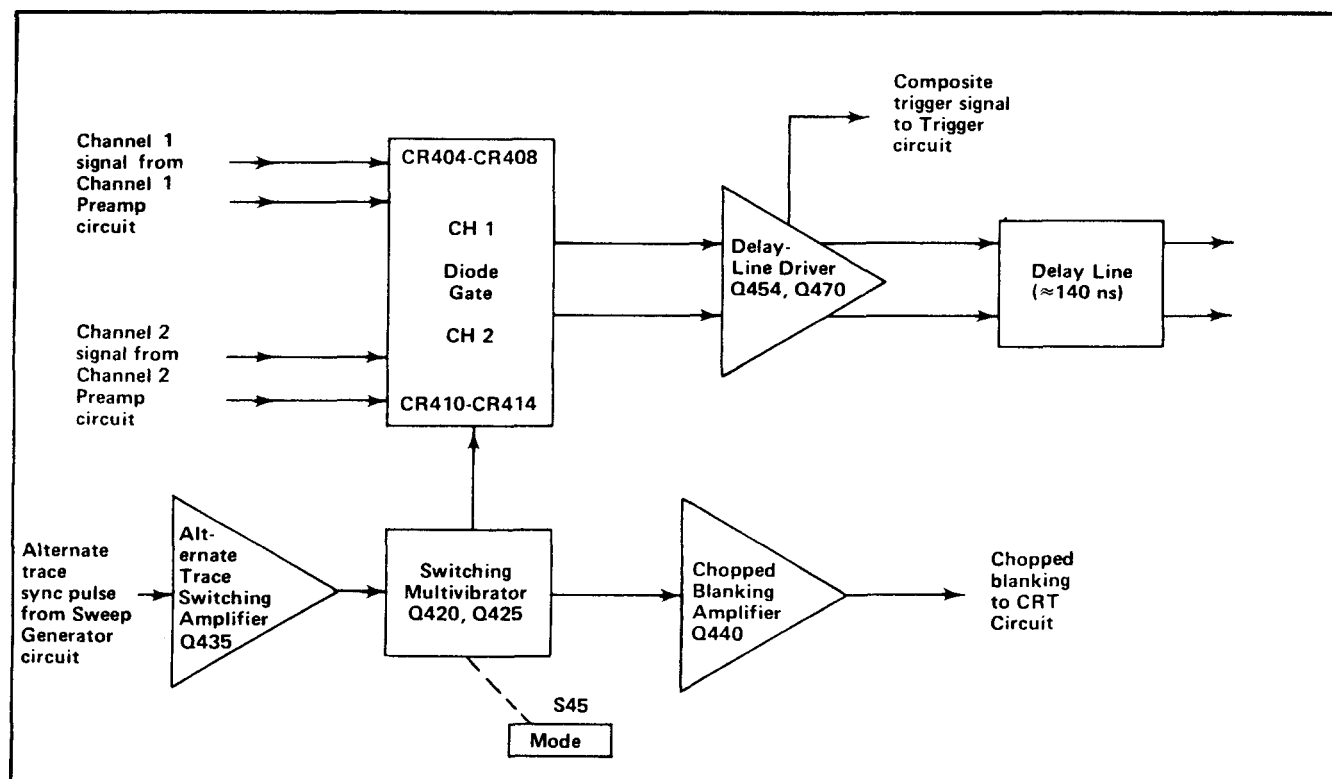 Composite
trigger signal
to Trigger
circuit
Channel 1
signal from
Channel 1
Preamp
circuit
CR404-CR408
CH 1
Diode
Gate
CH 2
CR410-CR414
Delay-
Line Driver
Q454, Q470
Delay Line
(≈140 ns)
Channel 2
signal from
Channel 2
Preamp
circuit
Alternate
trace
sync pulse
from Sweep
Generator
circuit
Alt-
ernate
Trace
Switching
Amplifier
Q435
Switching
Multivibrator
Q420, Q425
Chopped
Blanking
Amplifier
Q440
Chopped
blanking
to CRT
Circuit
S45
Mode